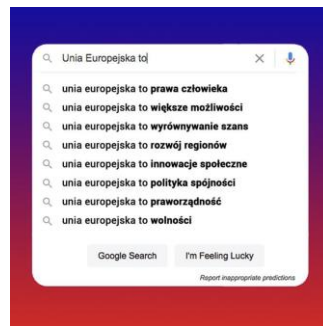 Unia Europejska to
unia europejska to prawa człowieka
unia europejska to większe możliwości
unia europejska to wyrównywanie szans
unia europejska to rozwój regionów
unia europejska to innowacje społeczne
unia europejska to polityka spójności
unia europejska to praworządność
unia europejska to wolności
Google Search I'm Feeling Lucky
Report inappropriate predictions